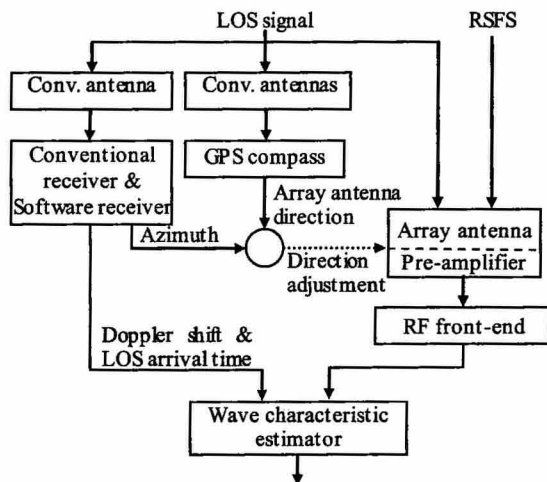 LOS signal
RSFS
Conv. antenna
Conv. antennas
Conventional
receiver &
Software receiver
GPS compass
Array antenna
direction
Azimuth
Direction
adjustment
Array antenna
Pre-amplifier
RF front-end
Doppler shift &
LOS arrival time
Wave characteristic
estimator